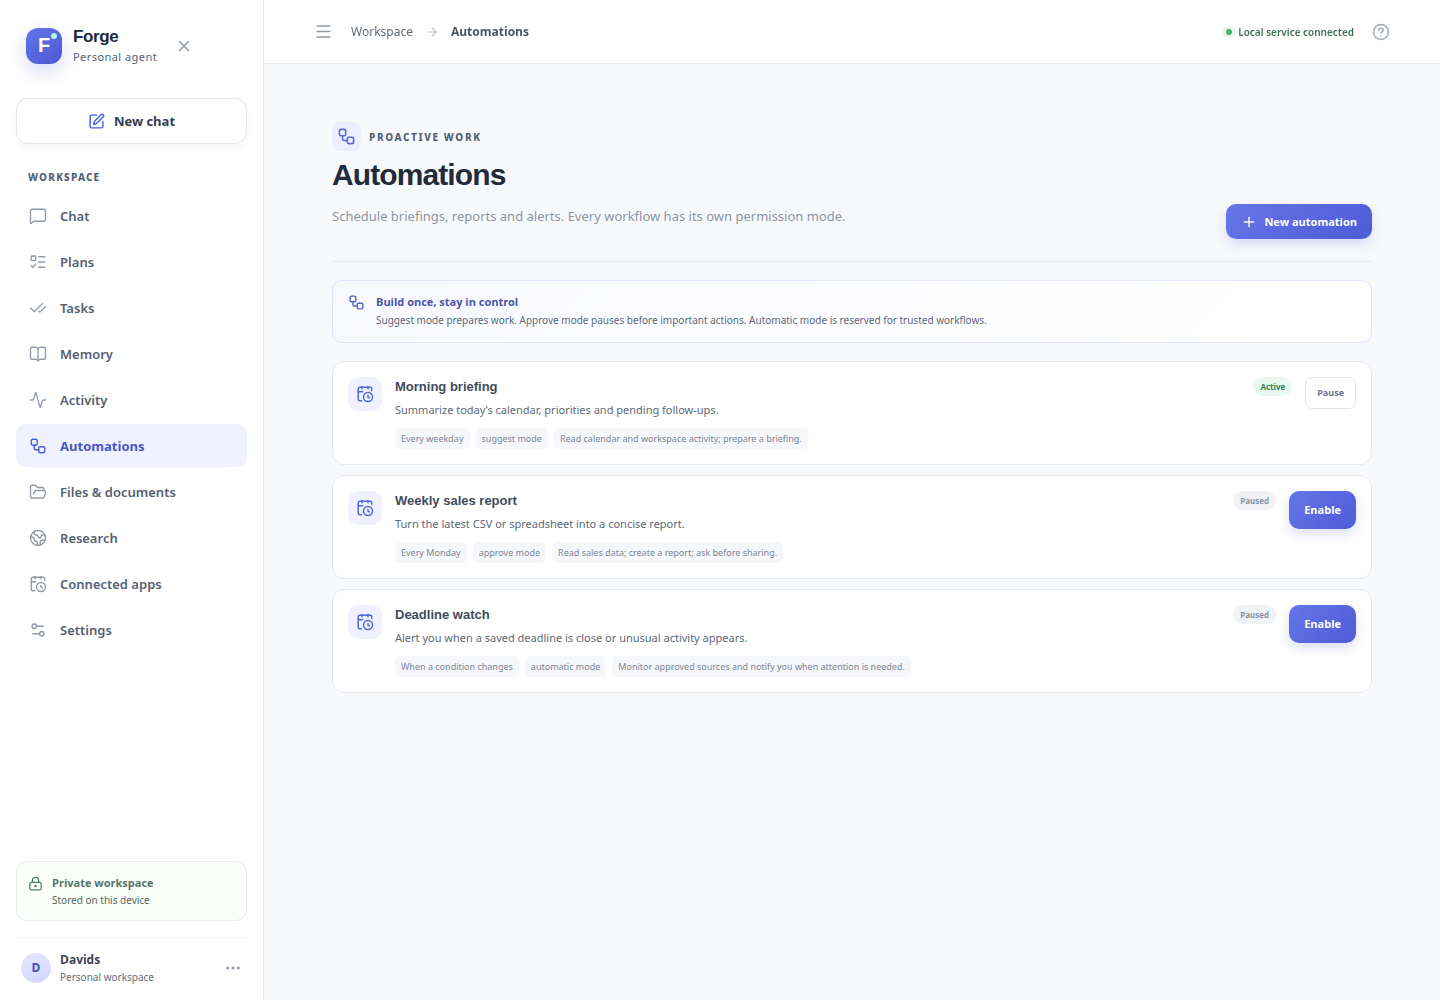 F
Forge
Personal agent
New chat
WORKSPACE
Chat
Plans
Tasks
Memory
Activity
Automations
Files & documents
Research
Connected apps
Settings
Private workspace
Stored on this device
D
Davids
Personal workspace
Workspace
Automations
Local service connected
PROACTIVE WORK
Automations
Schedule briefings, reports and alerts. Every workflow has its own permission mode.
New automation
Build once, stay in control
Suggest mode prepares work. Approve mode pauses before important actions. Automatic mode is reserved for trusted workflows.
Morning briefing
Active
Pause
Summarize today's calendar, priorities and pending follow-ups.
Every weekday
suggest mode
Read calendar and workspace activity; prepare a briefing.
Weekly sales report
Paused
Enable
Turn the latest CSV or spreadsheet into a concise report.
Every Monday
approve mode
Read sales data; create a report; ask before sharing.
Deadline watch
Paused
Enable
Alert you when a saved deadline is close or unusual activity appears.
When a condition changes
automatic mode
Monitor approved sources and notify you when attention is needed.